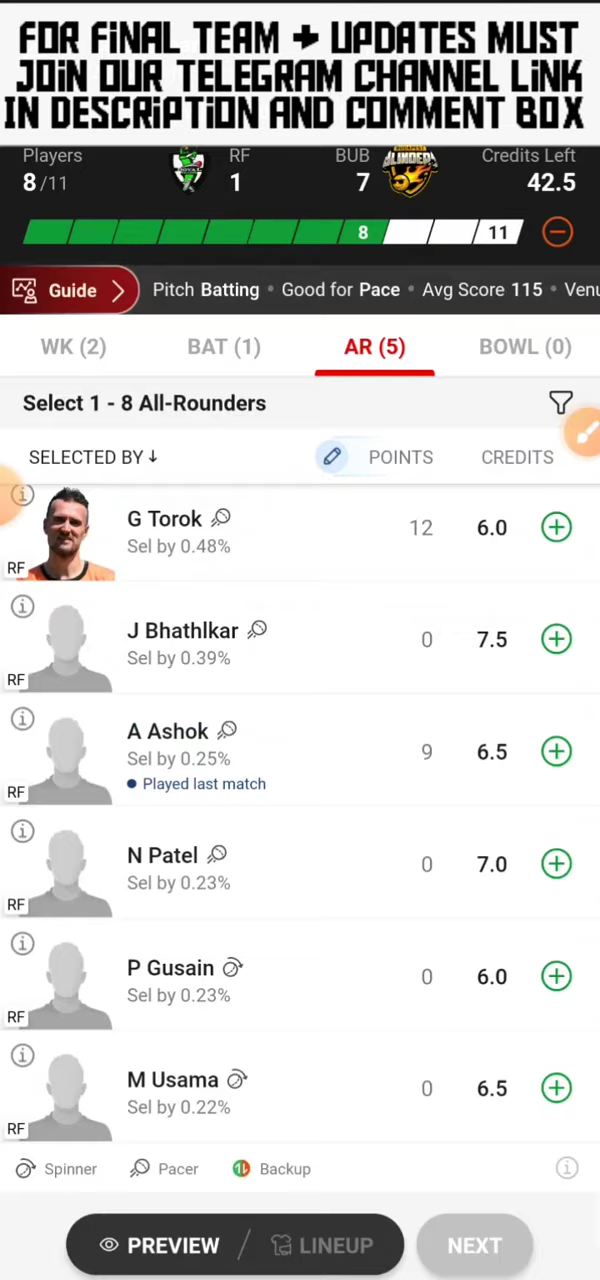 FOR FINAL TEAM + UPDATES MUST
JOIN OUR TELEGRAM CHANNEL LINK
IN DESCRIPTION AND COMMENT BOX
Players RF BUB Credits Left
8/11 1 7 42.5
8 11
Guide Pitch Batting • Good for Pace • Avg Score 115 • Venu
WK (2) BAT (1) AR (5) BOWL (0)
Select 1 - 8 All-Rounders
SELECTED BY ↓ POINTS CREDITS
G Torok 12 6.0
Sel by 0.48%
RF
J Bhathlkar 0 7.5
Sel by 0.39%
RF
A Ashok 9 6.5
Sel by 0.25%
Played last match
RF
N Patel 0 7.0
Sel by 0.23%
RF
P Gusain 0 6.0
Sel by 0.23%
RF
M Usama 0 6.5
Sel by 0.22%
RF
Spinner Pacer Backup
PREVIEW / LINEUP NEXT